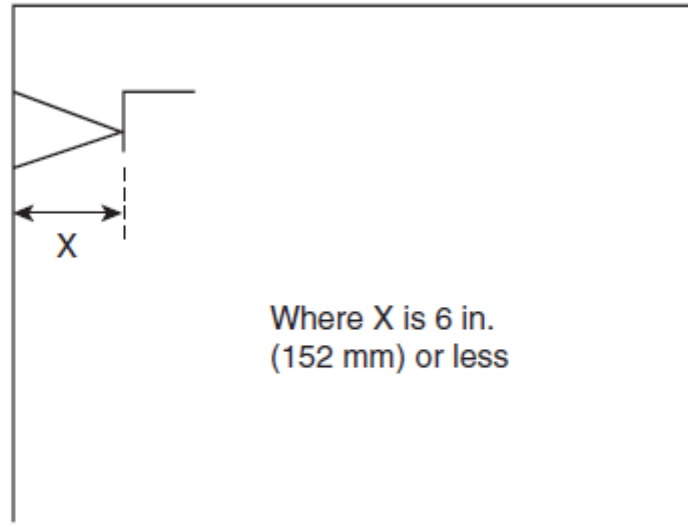 X
Where X is 6 in.
(152 mm) or less